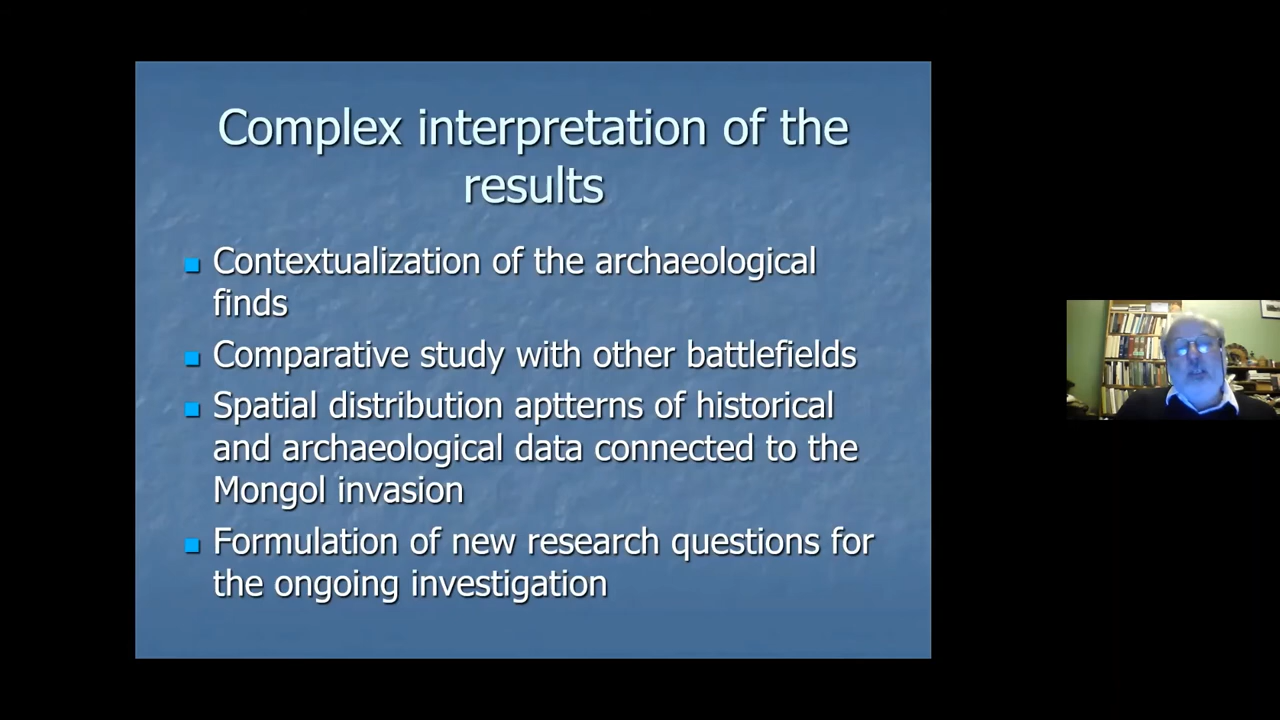 Complex interpretation of the
results
Contextualization of the archaeological
finds
Comparative study with other battlefields
Spatial distribution aptterns of historical
and archaeological data connected to the
Mongol invasion
Formulation of new research questions for
the ongoing investigation